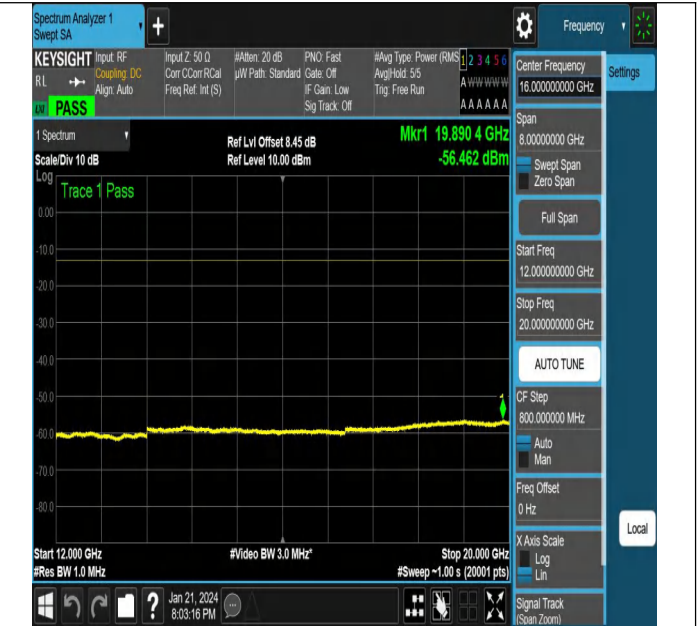 Spectrum Analyzer 1
Swept SA
+
Frequency
KEYSIGHT
RL
Input: RF
Coupling: DC
Align: Auto
Input Z: 50 Ω
Corr CCorr RCal
Freq Ref: Int (S)
#Atten: 20 dB
µW Path: Standard
PNO: Fast
Gate: Off
IF Gain: Low
Sig Track: Off
#Avg Type: Power (RMS
Avg|Hold: 5/5
Trig: Free Run
1 2 3 4 5 6
A W W W W W
A A A A A A
PASS
1 Spectrum
Scale/Div 10 dB
Ref Lvl Offset 8.45 dB
Ref Level 10.00 dBm
Mkr1 19.890 4 GHz
-56.462 dBm
Log
Trace 1 Pass
0.00
-10.0
-20.0
-30.0
-40.0
-50.0
-60.0
-70.0
-80.0
1
Start 12.000 GHz
#Res BW 1.0 MHz
#Video BW 3.0 MHz*
Stop 20.000 GHz
#Sweep ~1.00 s (20001 pts)
?
Jan 21, 2024
8:03:16 PM
Center Frequency
16.000000000 GHz
Settings
Span
8.00000000 GHz
Swept Span
Zero Span
Full Span
Start Freq
12.000000000 GHz
Stop Freq
20.000000000 GHz
AUTO TUNE
CF Step
800.000000 MHz
Auto
Man
Freq Offset
0 Hz
X Axis Scale
Log
Lin
Local
Signal Track
(Span Zoom)